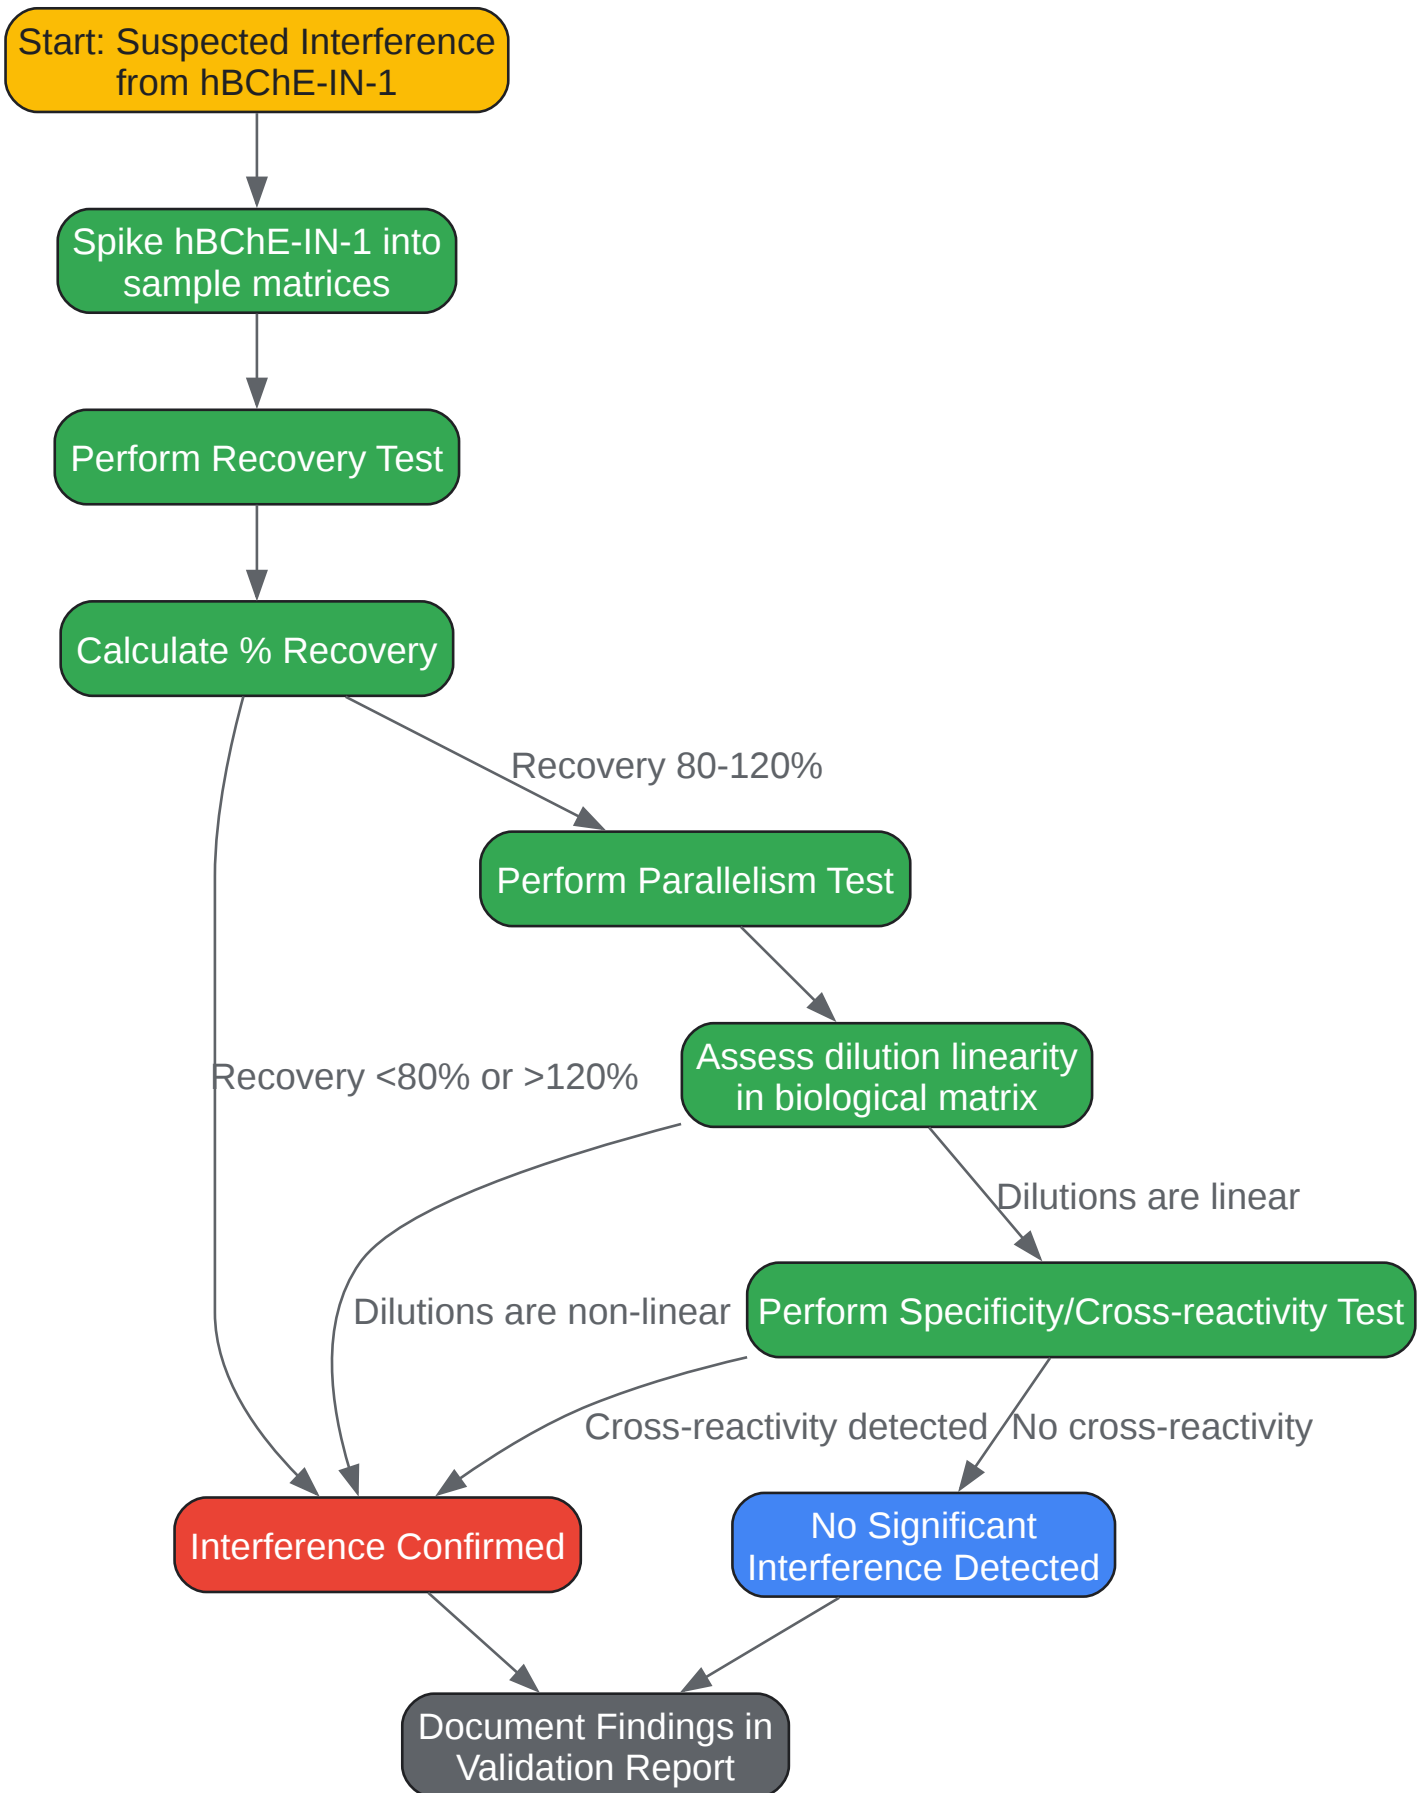 Start: Suspected Interference
from hBChE-IN-1
Spike hBChE-IN-1 into
sample matrices
Perform Recovery Test
Calculate % Recovery
Recovery 80-120%
Perform Parallelism Test
Assess dilution linearity
in biological matrix
Recovery <80% or >120%
Dilutions are linear
Dilutions are non-linear
Perform Specificity/Cross-reactivity Test
Cross-reactivity detected
No cross-reactivity
Interference Confirmed
No Significant
Interference Detected
Document Findings in
Validation Report